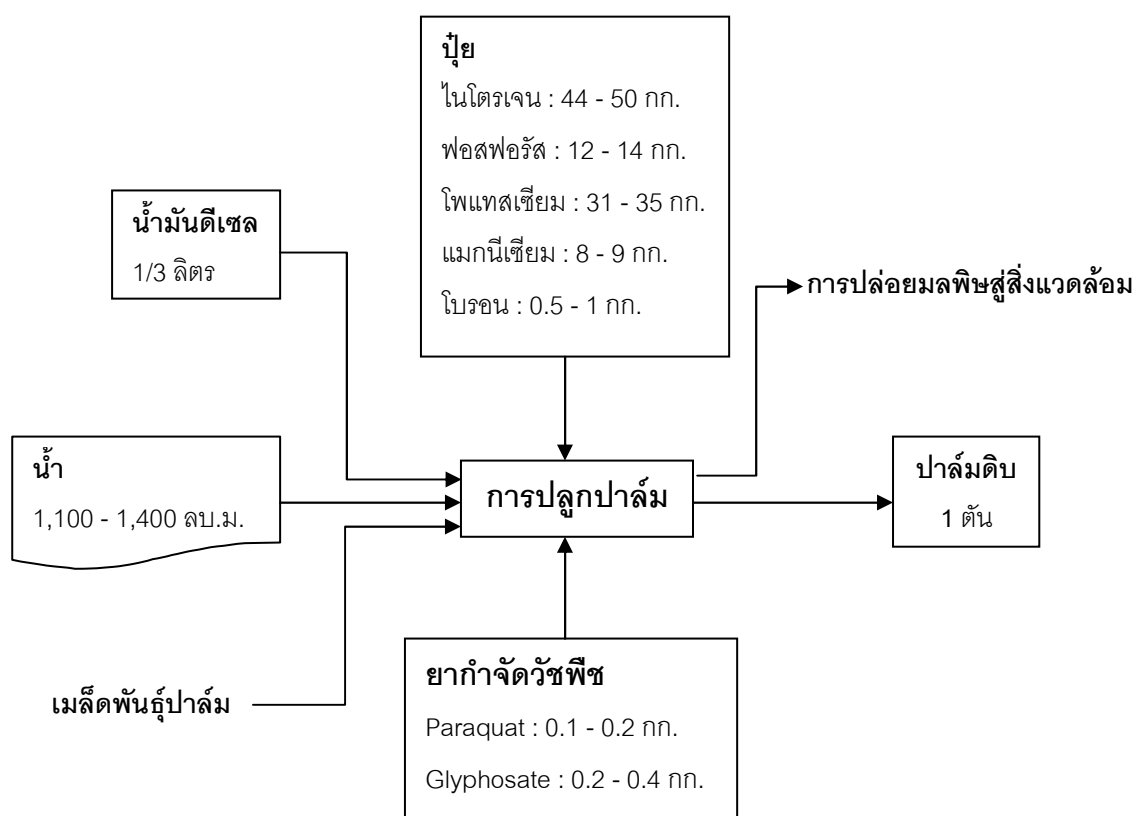 ปุ๋ย
ไนโตรเจน : 44 - 50 กก.
ฟอสฟอรัส : 12 - 14 กก.
โพแทสเซียม : 31 - 35 กก.
แมกนีเซียม : 8 - 9 กก.
โบรอน : 0.5 - 1 กก.
น้ำมันดีเซล
1/3 ลิตร
การปล่อยมลพิษสู่สิ่งแวดล้อม
น้ำ
1,100 - 1,400 ลบ.ม.
การปลูกปาล์ม
ปาล์มดิบ
1 ตัน
เมล็ดพันธุ์ปาล์ม
ยากำจัดวัชพืช
Paraquat : 0.1 - 0.2 กก.
Glyphosate : 0.2 - 0.4 กก.